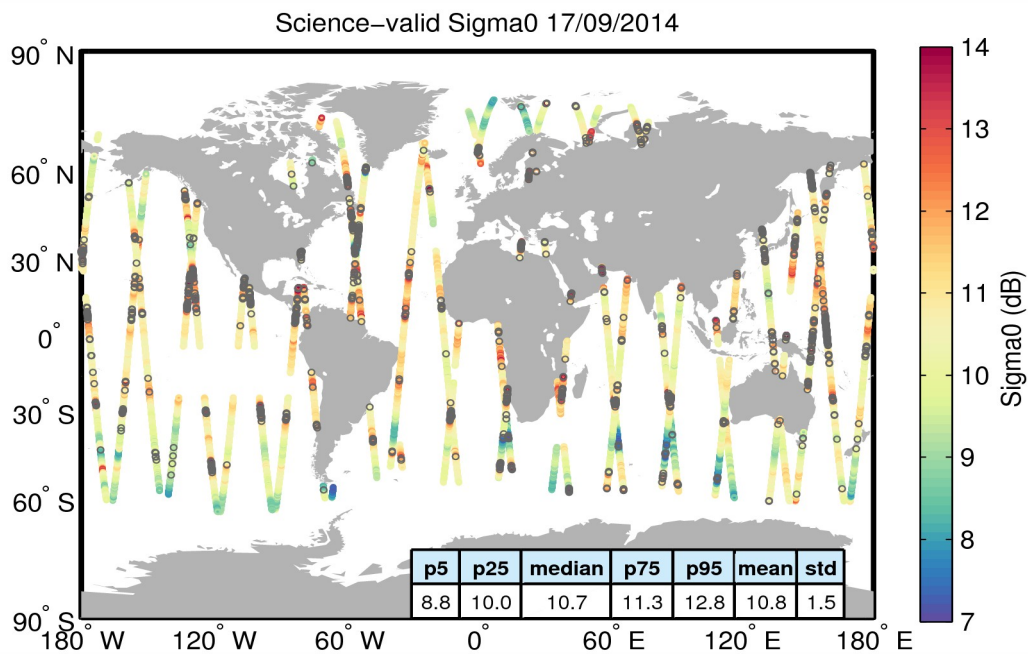 Science−valid Sigma0 17/09/2014
90° N
60° N
30° N
0°
30° S
60° S
90° S
180° W
120° W
60° W
0°
60° E
120° E
180° E
p5 p25 median p75 p95 mean std
8.8 10.0 10.7 11.3 12.8 10.8 1.5
14
13
12
11
10
9
8
7
Sigma0 (dB)